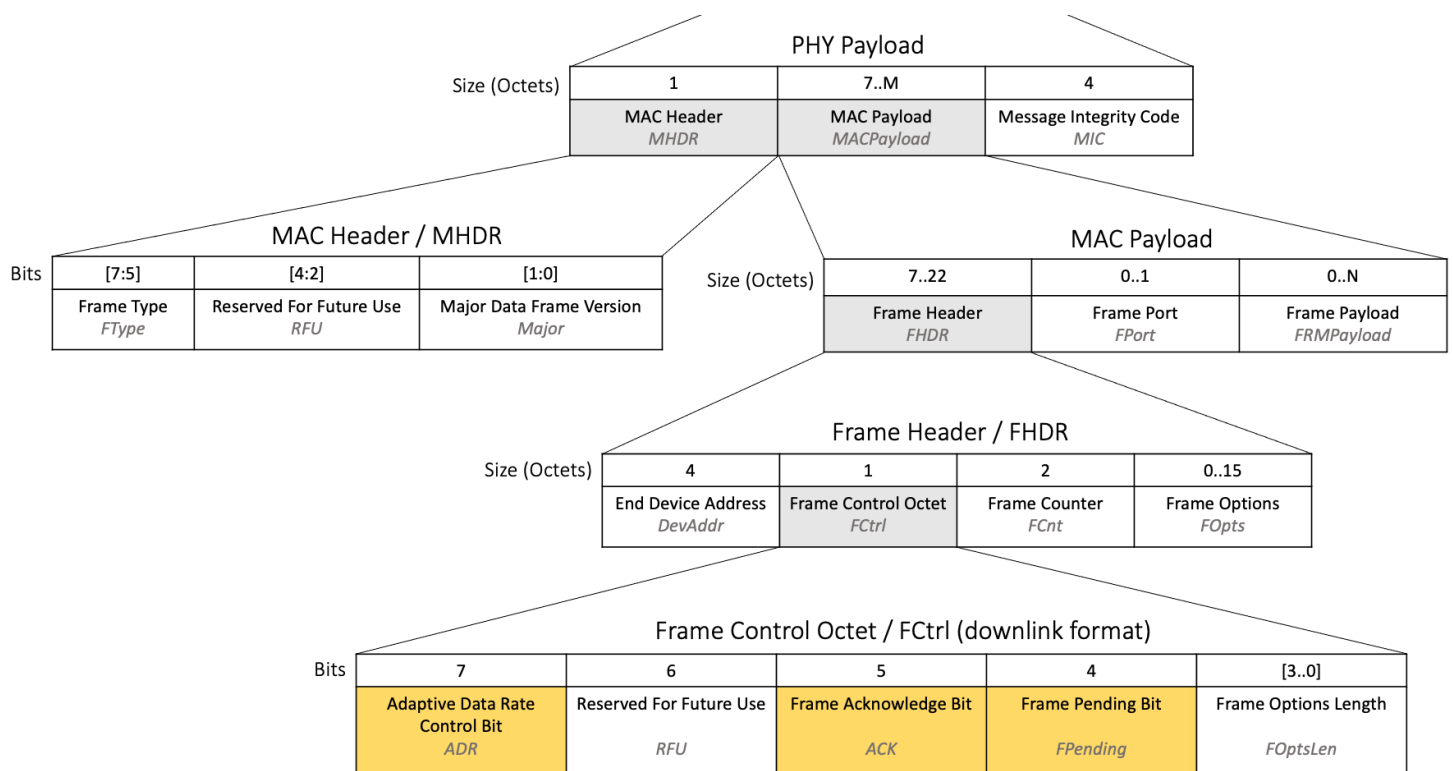 PHY Payload
Size (Octets) 1 7..M 4
MAC Header MAC Payload Message Integrity Code
MHDR MACPayload MIC
MAC Header / MHDR
Bits [7:5] [4:2] [1:0]
Frame Type Reserved For Future Use Major Data Frame Version
FType RFU Major
MAC Payload
Size (Octets) 7..22 0..1 0..N
Frame Header Frame Port Frame Payload
FHDR FPort FRMPayload
Frame Header / FHDR
Size (Octets) 4 1 2 0..15
End Device Address Frame Control Octet Frame Counter Frame Options
DevAddr FCtrl FCnt FOpts
Frame Control Octet / FCtrl (downlink format)
Bits 7 6 5 4 [3..0]
Adaptive Data Rate Reserved For Future Use Frame Acknowledge Bit Frame Pending Bit Frame Options Length
Control Bit
ADR RFU ACK FPending FOptsLen